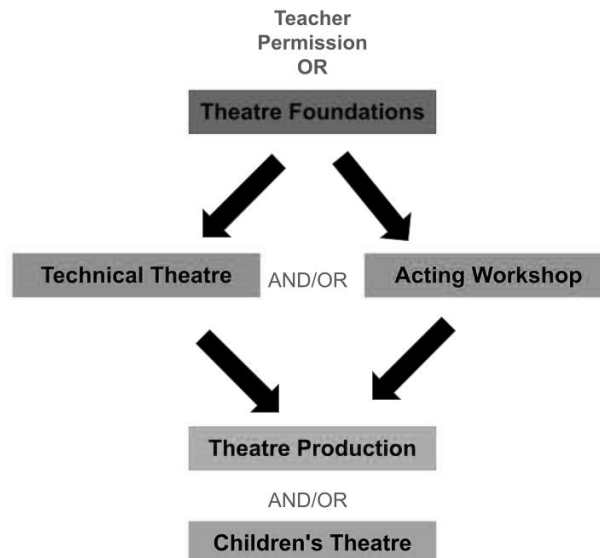 Teacher
Permission
OR
Theatre Foundations
Technical Theatre
AND/OR
Acting Workshop
Theatre Production
AND/OR
Children's Theatre